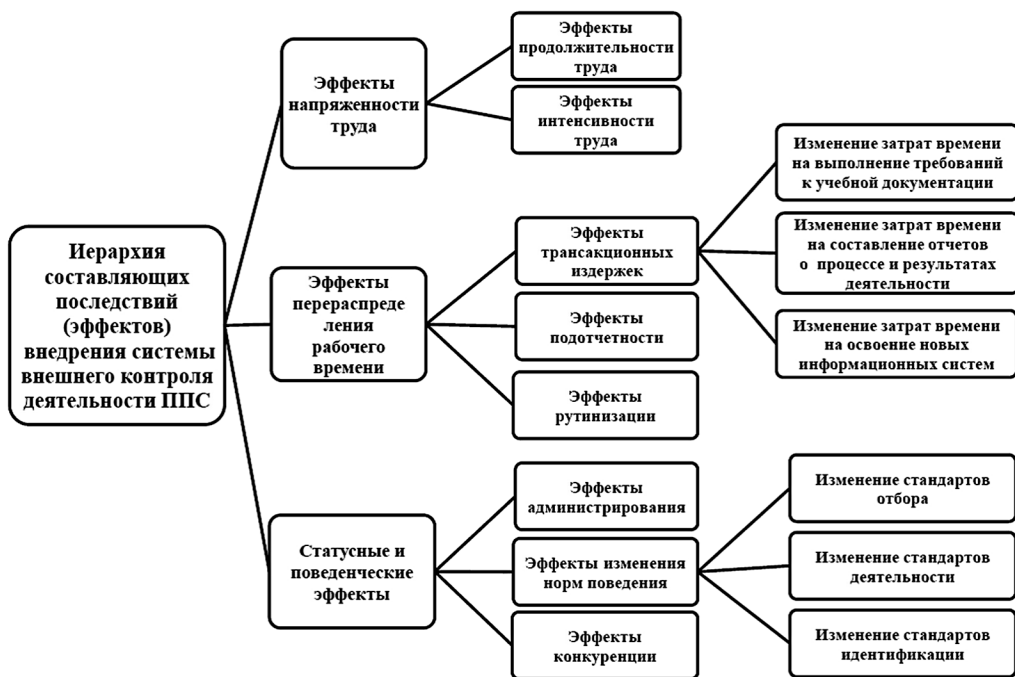 Иерархия
составляющих
последствий
(эффектов)
внедрения системы
внешнего контроля
деятельности ППС
Эффекты
напряженности
труда
Эффекты
продолжительности
труда
Эффекты
интенсивности
труда
Эффекты
перераспреде
ления
рабочего
времени
Эффекты
трансакционных
издержек
Изменение затрат времени
на выполнение требований
к учебной документации
Изменение затрат времени
на составление отчетов
о процессе и результатах
деятельности
Изменение затрат времени
на освоение новых
информационных систем
Эффекты
подотчетности
Эффекты
рутинизации
Статусные и
поведенческие
эффекты
Эффекты
администрирования
Эффекты изменения
норм поведения
Изменение стандартов
отбора
Изменение стандартов
деятельности
Изменение стандартов
идентификации
Эффекты
конкуренции